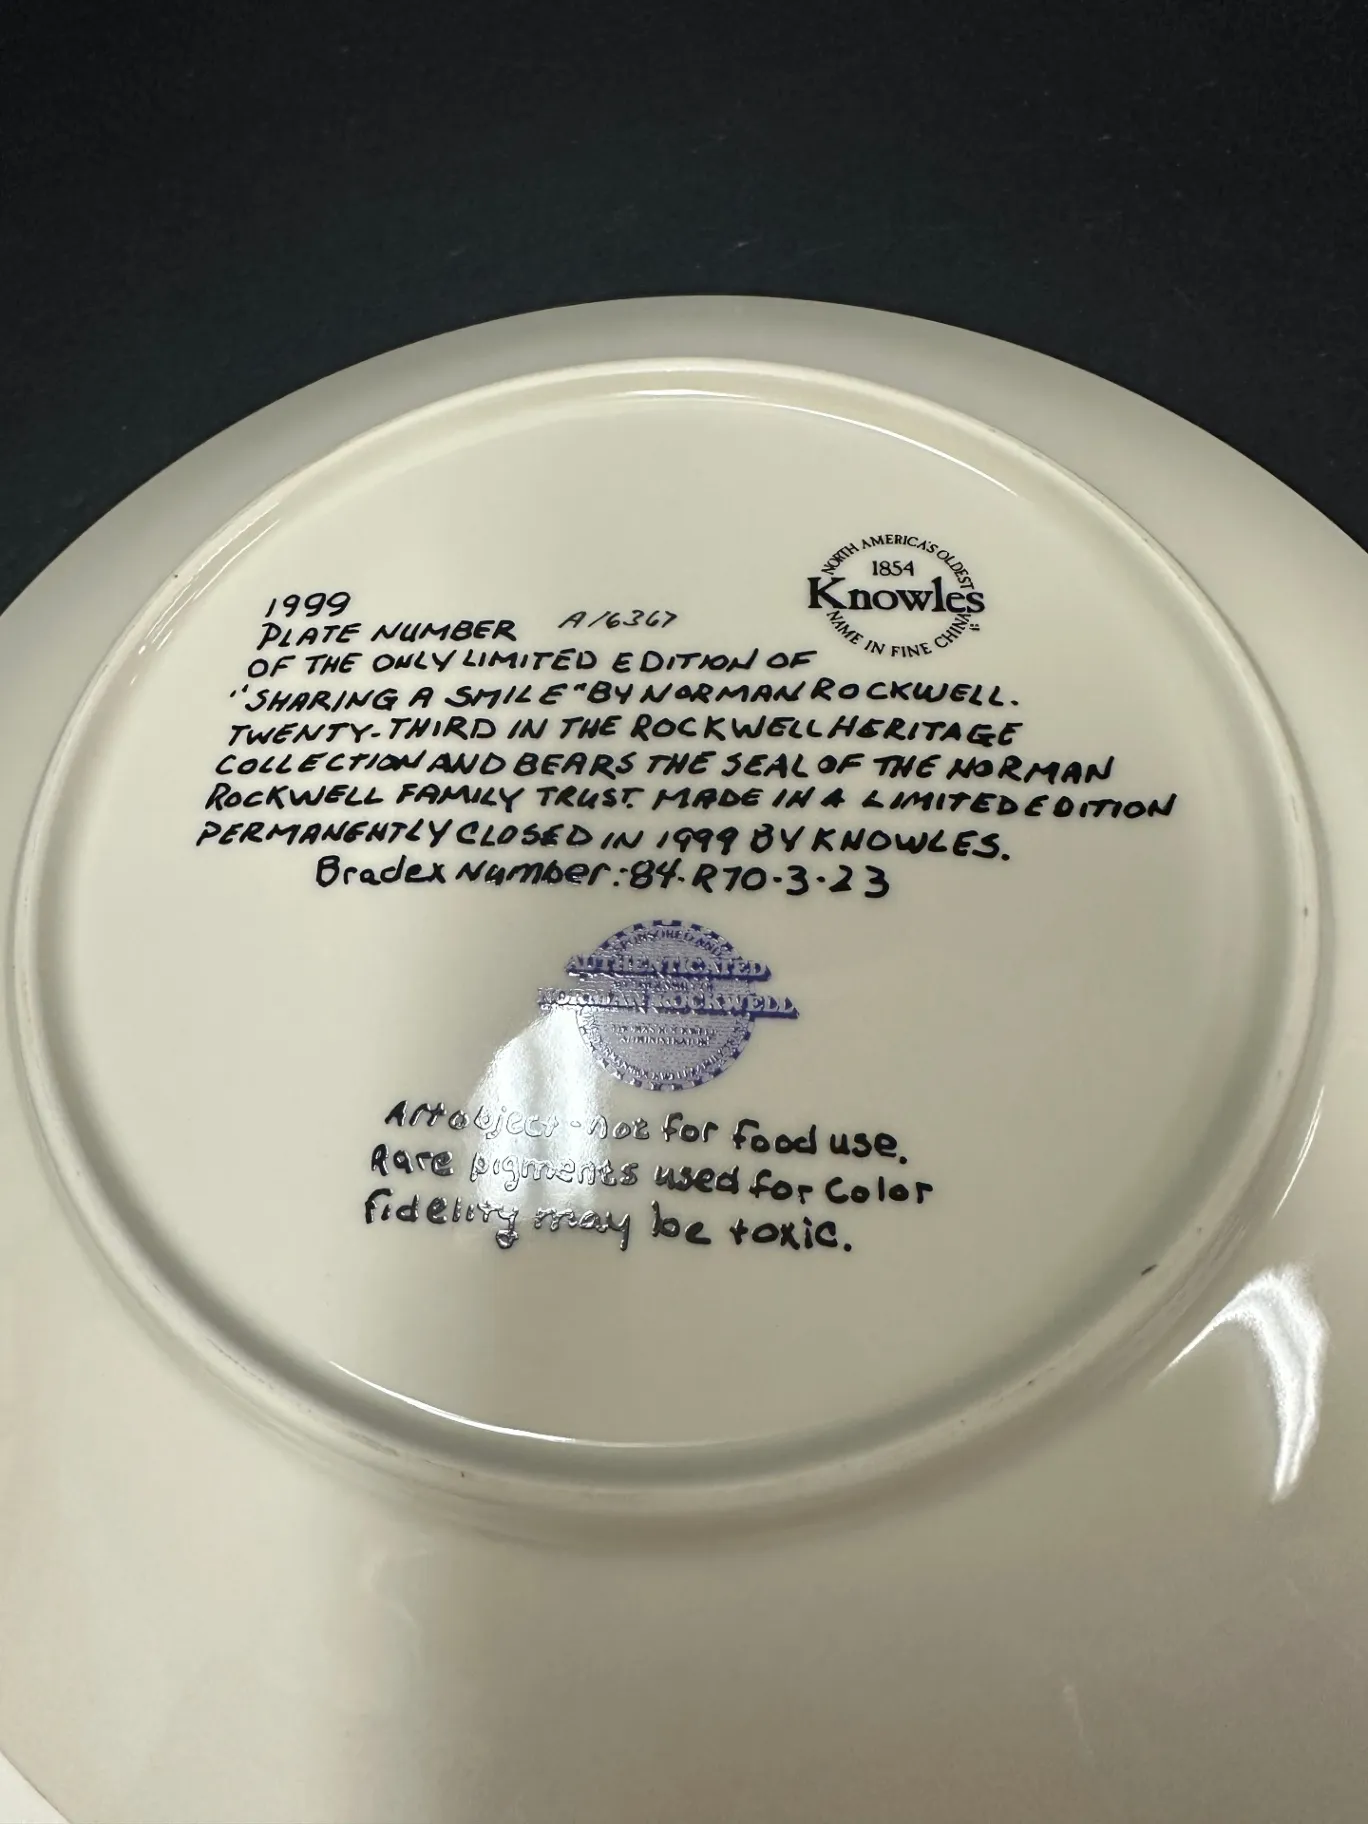 NORTH AMERICA'S OLDEST
1854
Knowles
NAME IN FINE CHINA
1999
PLATE NUMBER A16367
OF THE ONLY LIMITED EDITION OF
"SHARING A SMILE" BY NORMAN ROCKWELL.
TWENTY-THIRD IN THE ROCKWELL HERITAGE
COLLECTION AND BEARS THE SEAL OF THE NORMAN
ROCKWELL FAMILY TRUST. MADE IN A LIMITED EDITION
PERMANENTLY CLOSED IN 1999 BY KNOWLES.
Bradex Number: 84-R70-3.23
SPONSORED AND
AUTHENTICATED
NORMAN ROCKWELL
ADMINISTRATOR
Art object - not for food use.
Rare pigments used for Color
fidelity may be toxic.